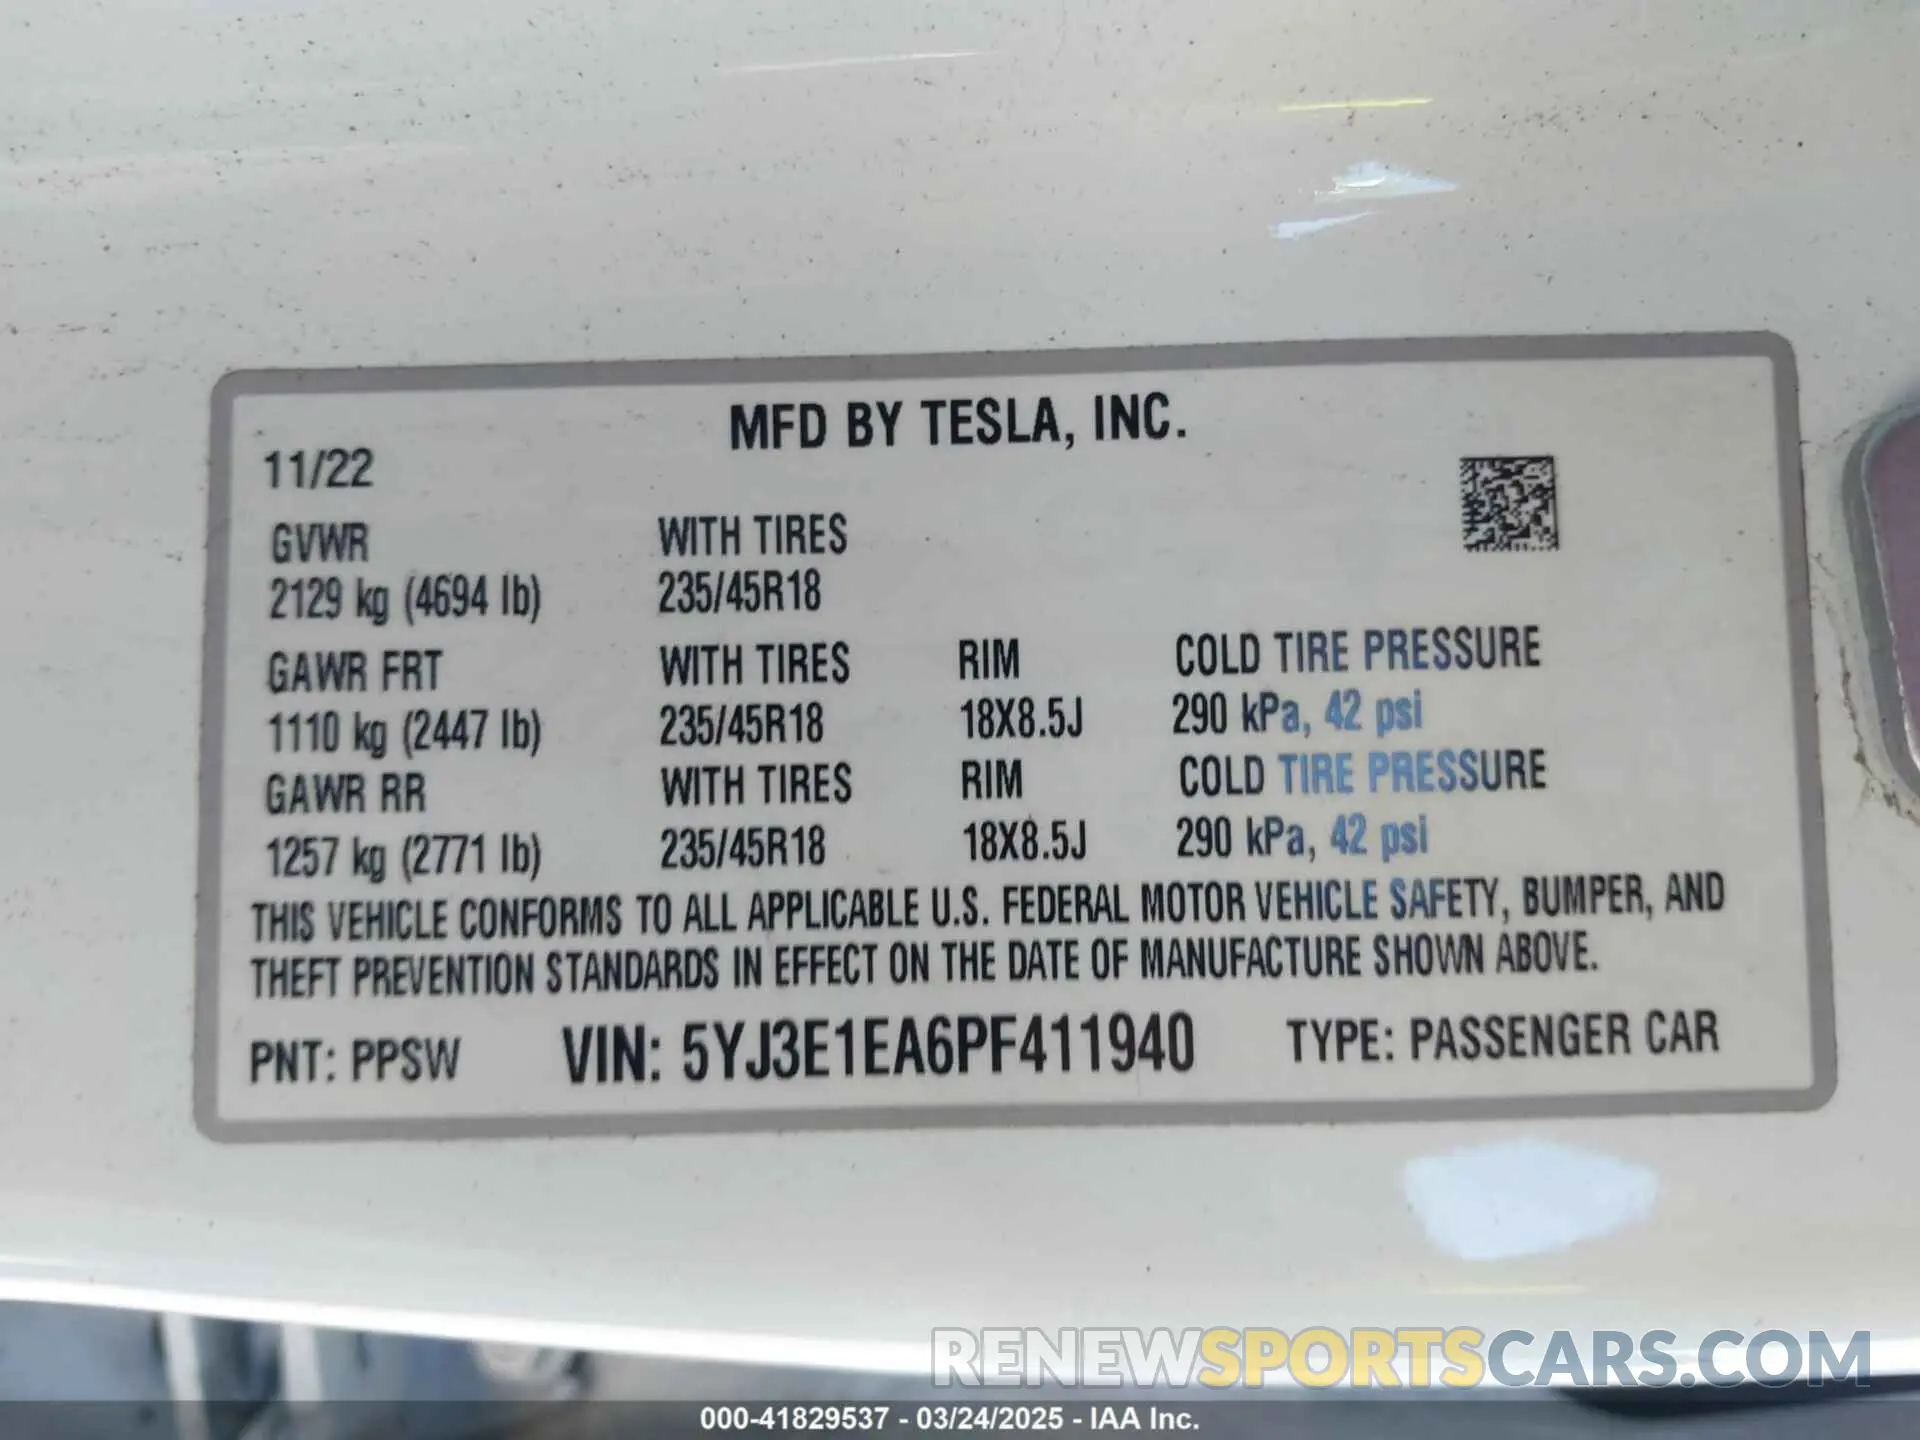 MFD BY TESLA, INC.
11/22
GVWR WITH TIRES
2129 kg (4694 lb) 235/45R18
GAWR FRT WITH TIRES RIM COLD TIRE PRESSURE
1110 kg (2447 lb) 235/45R18 18X8.5J 290 kPa, 42 psi
GAWR RR WITH TIRES RIM COLD TIRE PRESSURE
1257 kg (2771 lb) 235/45R18 18X8.5J 290 kPa, 42 psi
THIS VEHICLE CONFORMS TO ALL APPLICABLE U.S. FEDERAL MOTOR VEHICLE SAFETY, BUMPER, AND
THEFT PREVENTION STANDARDS IN EFFECT ON THE DATE OF MANUFACTURE SHOWN ABOVE.
PNT: PPSW VIN: 5YJ3E1EA6PF411940 TYPE: PASSENGER CAR
RENEWSPORTSCARS.COM
000-41829537 - 03/24/2025 - IAA Inc.